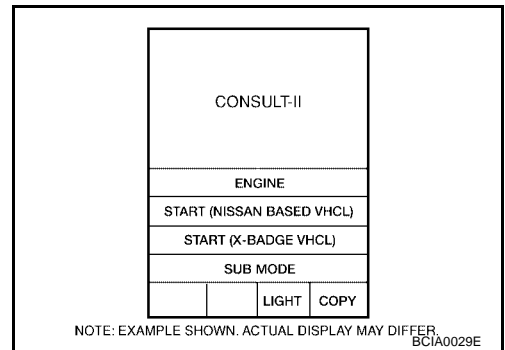 CONSULT-II
ENGINE
START (NISSAN BASED VHCL)
START (X-BADGE VHCL)
SUB MODE
LIGHT COPY
NOTE: EXAMPLE SHOWN. ACTUAL DISPLAY MAY DIFFER.
BCIA0029E